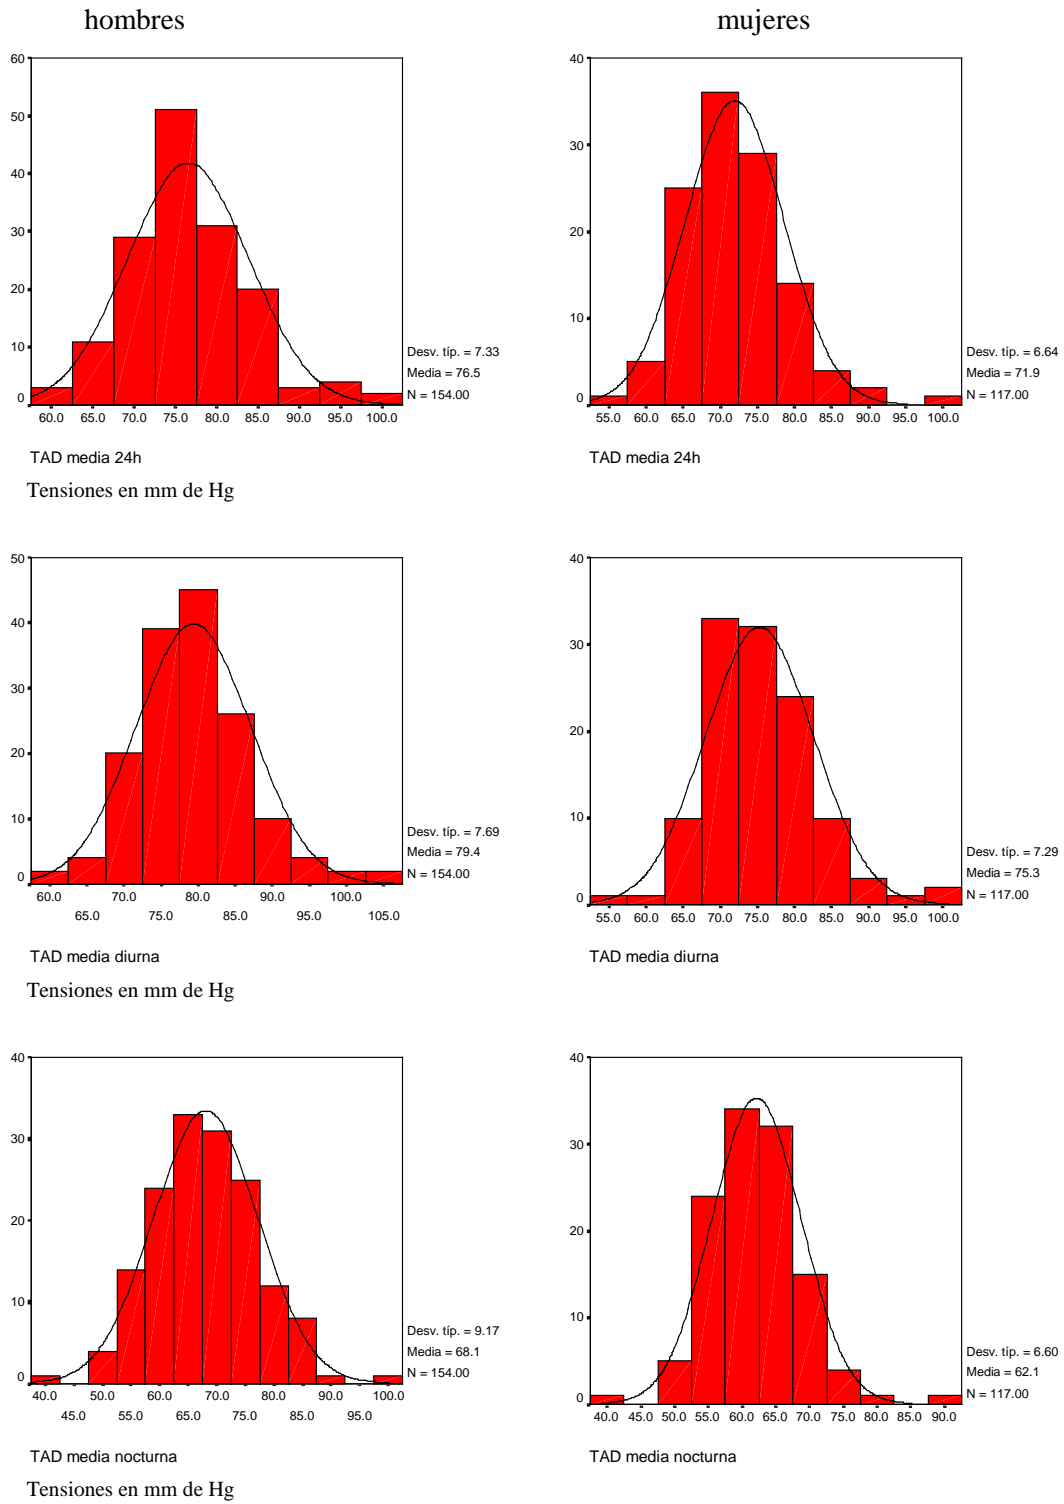 hombres
mujeres
60
50
40
30
20
10
0
60.0 65.0 70.0 75.0 80.0 85.0 90.0 95.0 100.0
Desv. típ. = 7.33
Media = 76.5
N = 154.00
TAD media 24h
Tensiones en mm de Hg
40
30
20
10
0
55.0 60.0 65.0 70.0 75.0 80.0 85.0 90.0 95.0 100.0
Desv. típ. = 6.64
Media = 71.9
N = 117.00
TAD media 24h
50
40
30
20
10
0
60.0 70.0 80.0 90.0 100.0
65.0 75.0 85.0 95.0 105.0
Desv. típ. = 7.69
Media = 79.4
N = 154.00
TAD media diurna
Tensiones en mm de Hg
40
30
20
10
0
55.0 60.0 65.0 70.0 75.0 80.0 85.0 90.0 95.0 100.0
Desv. típ. = 7.29
Media = 75.3
N = 117.00
TAD media diurna
40
30
20
10
0
40.0 50.0 60.0 70.0 80.0 90.0 100.0
45.0 55.0 65.0 75.0 85.0 95.0
Desv. típ. = 9.17
Media = 68.1
N = 154.00
TAD media nocturna
Tensiones en mm de Hg
40
30
20
10
0
40.0 45.0 50.0 55.0 60.0 65.0 70.0 75.0 80.0 85.0 90.0
Desv. típ. = 6.60
Media = 62.1
N = 117.00
TAD media nocturna